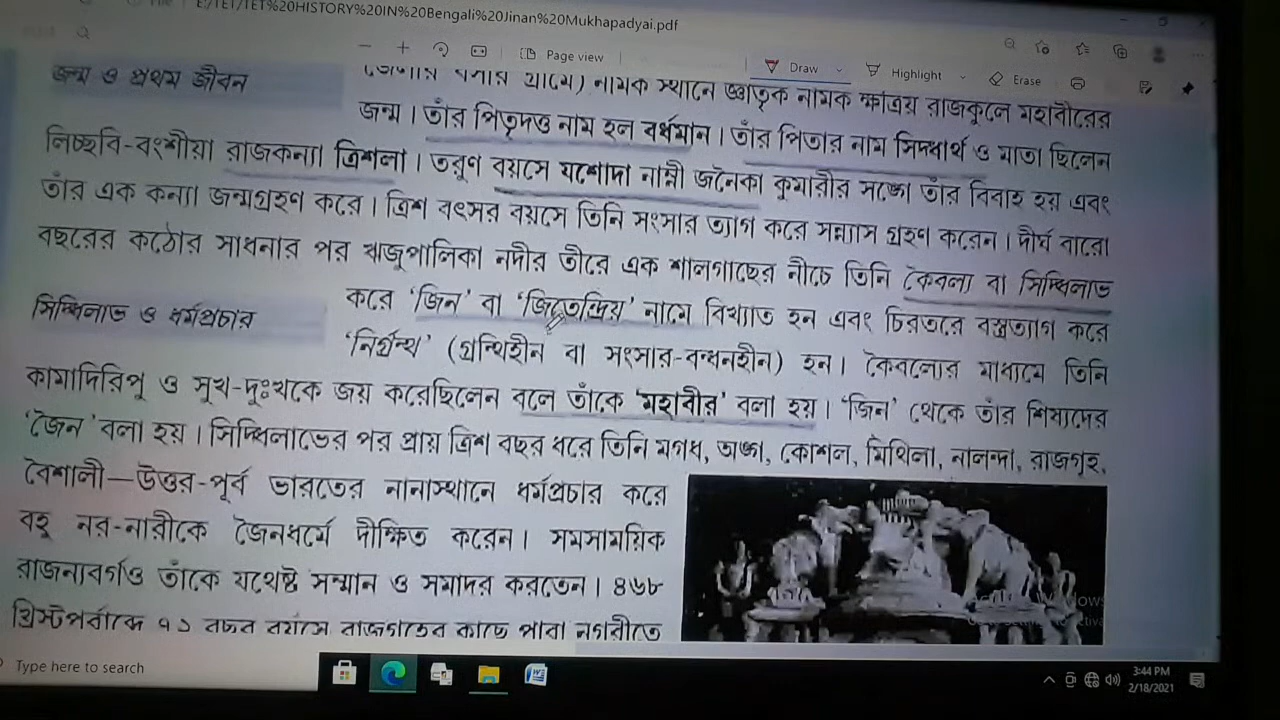 E:/TET/TET%20HISTORY%20IN%20Bengali%20Jinan%20Mukhapadyai.pdf
Page view
Draw
Highlight
Erase
জন্ম ও প্রথম জীবন
গ্রামে) নামক স্থানে জ্ঞাতৃক নামক ক্ষত্রিয় রাজকুলে মহাবীরের
জন্ম। তাঁর পিতৃদত্ত নাম হল বর্ধমান। তাঁর পিতার নাম সিদ্ধার্থ ও মাতা ছিলেন
লিচ্ছবি-বংশীয়া রাজকন্যা ত্রিশলা। তরুণ বয়সে যশোদা নাম্নী জনৈকা কুমারীর সঙ্গে তাঁর বিবাহ হয় এবং
তাঁর এক কন্যা জন্মগ্রহণ করে। ত্রিশ বৎসর বয়সে তিনি সংসার ত্যাগ করে সন্ন্যাস গ্রহণ করেন। দীর্ঘ বারো
বছরের কঠোর সাধনার পর ঋজুপালিকা নদীর তীরে এক শালগাছের নীচে তিনি কৈবল্য বা সিদ্ধিলাভ
সিদ্ধিলাভ ও ধর্মপ্রচার
করে ‘জিন’ বা ‘জিতেন্দ্রিয়’ নামে বিখ্যাত হন এবং চিরতরে বস্ত্রত্যাগ করে
‘নির্গ্রন্থ’ (গ্রন্থিহীন বা সংসার-বন্ধনহীন) হন। কৈবল্যের মাধ্যমে তিনি
কামাদিরিপু ও সুখ-দুঃখকে জয় করেছিলেন বলে তাঁকে ‘মহাবীর’ বলা হয়। ‘জিন’ থেকে তাঁর শিষ্যদের
‘জৈন’ বলা হয়। সিদ্ধিলাভের পর প্রায় ত্রিশ বছর ধরে তিনি মগধ, অঙ্গ, কোশল, মিথিলা, নালন্দা, রাজগৃহ,
বৈশালী—উত্তর-পূর্ব ভারতের নানাস্থানে ধর্মপ্রচার করে
বহু নর-নারীকে জৈনধর্মে দীক্ষিত করেন। সমসাময়িক
রাজন্যবর্গও তাঁকে যথেষ্ট সম্মান ও সমাদর করতেন। ৪৬৮
খ্রিস্টপূর্বাব্দে ৭২ বছর বয়সে রাজগৃহের কাছে পাবা নগরীতে
Type here to search
3:44 PM
2/18/2021